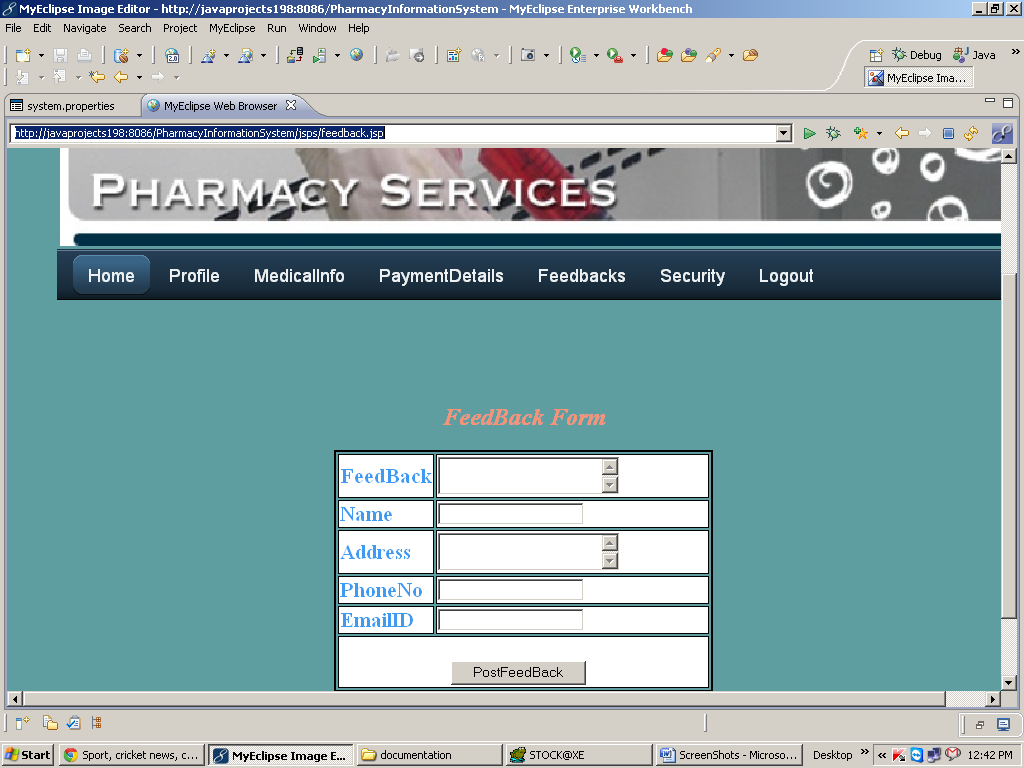 MyEclipse Image Editor - http://javaprojects198:8086/PharmacyInformationSystem - MyEclipse Enterprise Workbench
File Edit Navigate Search Project MyEclipse Run Window Help
2.0
Debug Java »
MyEclipse Ima...
system.properties MyEclipse Web Browser
http://javaprojects198:8086/PharmacyInformationSystem/jsps/feedback.jsp
PHARMACY SERVICES
Home Profile MedicalInfo PaymentDetails Feedbacks Security Logout
FeedBack Form
FeedBack
Name
Address
PhoneNo
EmailID
PostFeedBack
Start Sport, cricket news, c... MyEclipse Image E... documentation STOCK@XE ScreenShots - Microso... Desktop » « 12:42 PM